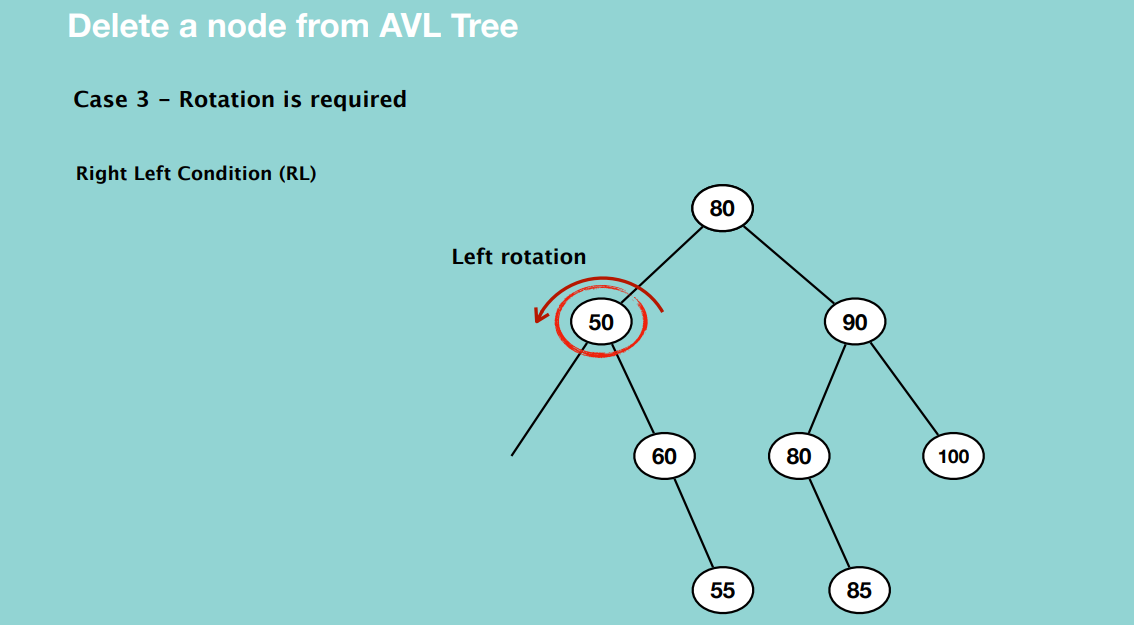 Delete a node from AVL Tree
Case 3 – Rotation is required
Right Left Condition (RL)
80
Left rotation
50
90
60
80
100
55
85